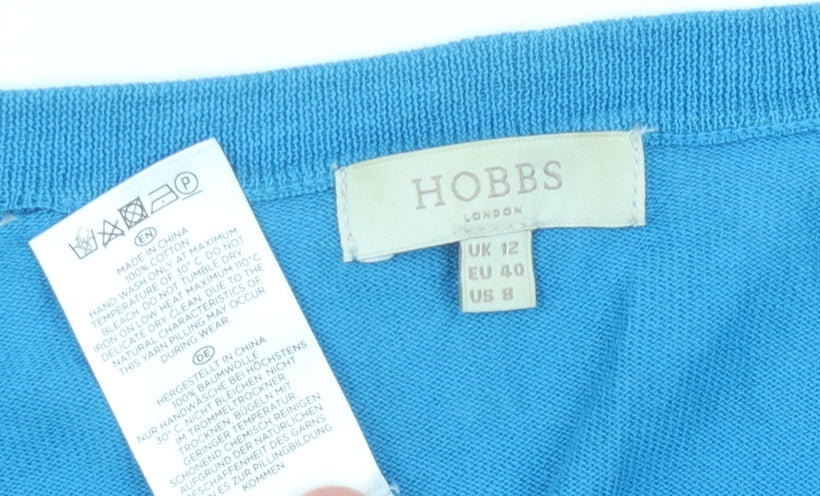 HOBBS
LONDON
UK 12
EU 40
US 8
P
EN
MADE IN CHINA
100% COTTON
HAND WASH ONLY AT MAXIMUM
TEMPERATURE OF 30°C DO NOT
BLEACH DO NOT TUMBLE DRY
IRON ON LOW HEAT MAXIMUM 110°C
DELICATE DRY CLEAN. DUE TO THE
NATURAL CHARACTERISTICS OF
THIS YARN PILLING MAY OCCUR
DURING WEAR
DE
HERGESTELLT IN CHINA
100% BAUMWOLLE
NUR HANDWÄSCHE BEI HÖCHSTENS
30°C. NICHT BLEICHEN. NICHT
IM TROMMELTROCKNER
TROCKNEN. BÜGELN MIT
GERINGER TEMPERATUR
SCHONEND CHEMISCH REINIGEN.
AUFGRUND DER NATÜRLICHEN
BESCHAFFENHEIT DES GARNS
ES ZU PILLINGBILDUNG
KOMMEN